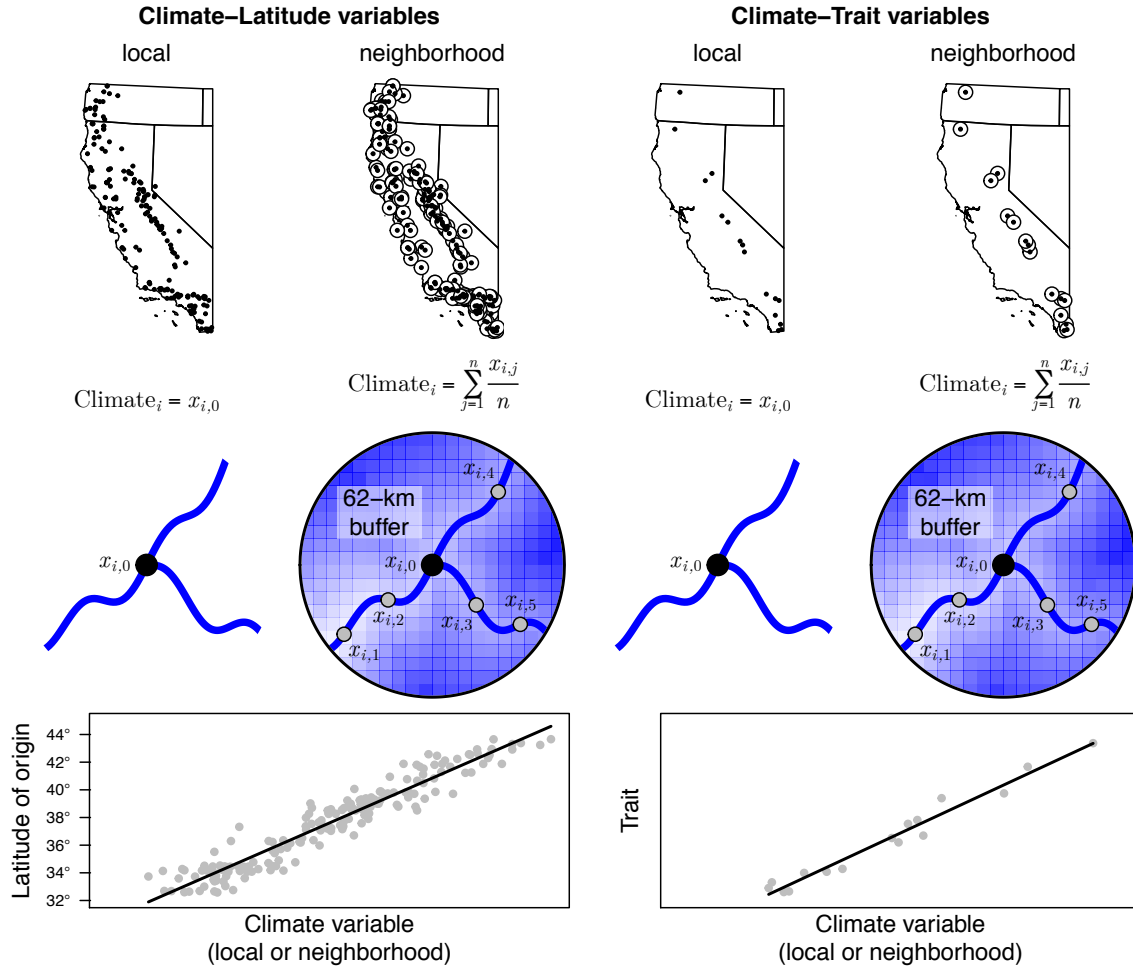 Climate–Latitude variables
Climate–Trait variables
local
neighborhood
local
neighborhood
Climate_i = x_{i,0}
Climate_i = \sum_{j=1}^{n} \frac{x_{i,j}}{n}
Climate_i = x_{i,0}
Climate_i = \sum_{j=1}^{n} \frac{x_{i,j}}{n}
x_{i,0}
x_{i,4}
62–km
buffer
x_{i,0}
x_{i,2}
x_{i,3}
x_{i,5}
x_{i,1}
x_{i,0}
x_{i,4}
62–km
buffer
x_{i,0}
x_{i,2}
x_{i,3}
x_{i,5}
x_{i,1}
Latitude of origin
44°
42°
40°
38°
36°
34°
32°
Climate variable
(local or neighborhood)
Trait
Climate variable
(local or neighborhood)